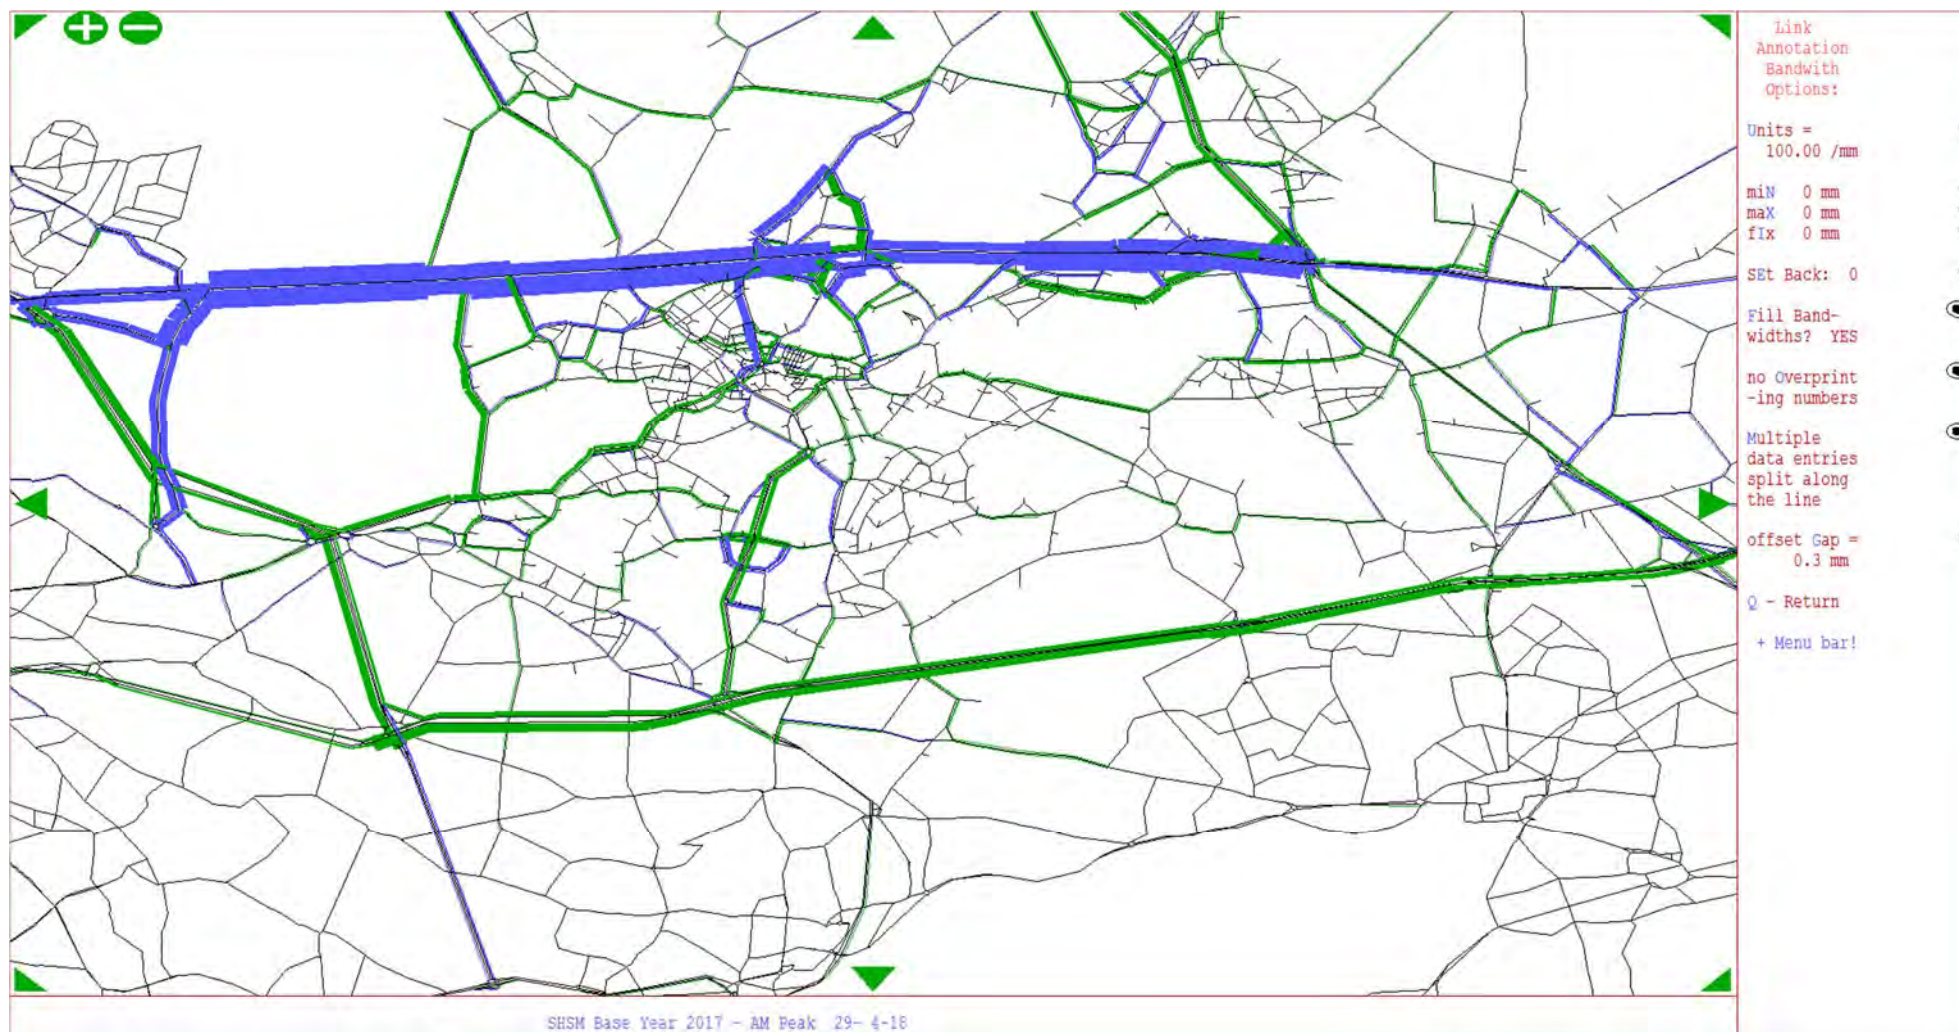 Link
Annotation
Bandwith
Options:
Units =
100.00 /mm
miN 0 mm
maX 0 mm
fIx 0 mm
SEt Back: 0
Fill Band-
widths? YES
no Overprint
-ing numbers
Multiple
data entries
split along
the line
offset Gap =
0.3 mm
Q - Return
+ Menu bar!
SHSM Base Year 2017 - AM Peak 29- 4-18